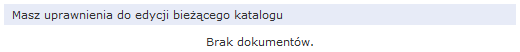 Masz uprawnienia do edycji bieżącego katalogu
Brak dokumentów.